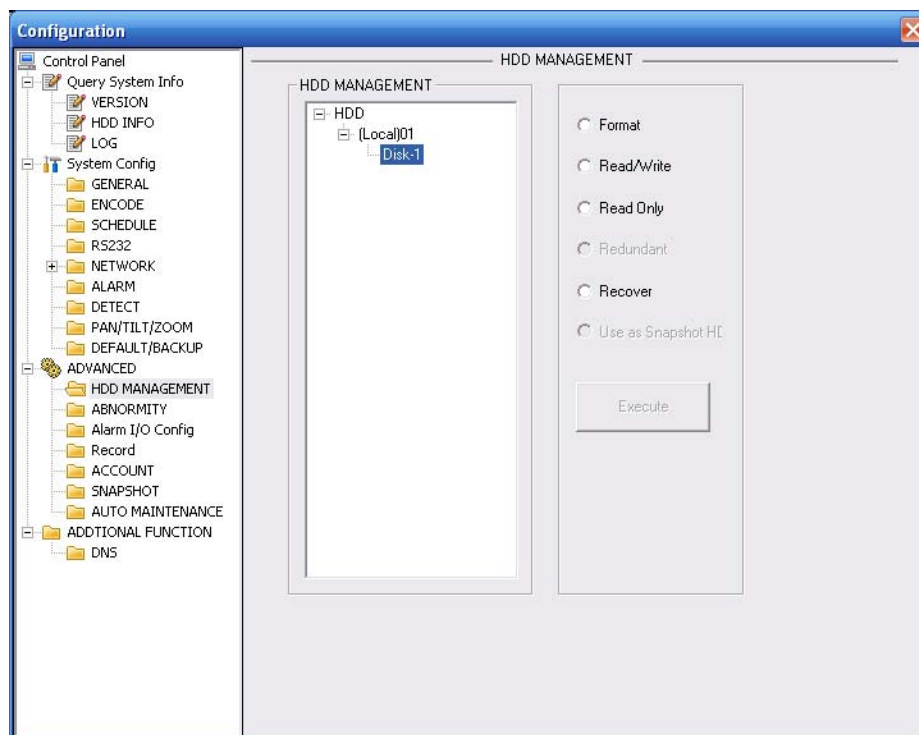 Configuration
Control Panel
Query System Info
VERSION
HDD INFO
LOG
System Config
GENERAL
ENCODE
SCHEDULE
RS232
NETWORK
ALARM
DETECT
PAN/TILT/ZOOM
DEFAULT/BACKUP
ADVANCED
HDD MANAGEMENT
ABNORMITY
Alarm I/O Config
Record
ACCOUNT
SNAPSHOT
AUTO MAINTENANCE
ADDTIONAL FUNCTION
DNS
HDD MANAGEMENT
HDD MANAGEMENT
HDD
(Local)01
Disk-1
Format
Read/Write
Read Only
Redundant
Recover
Use as Snapshot
Execute